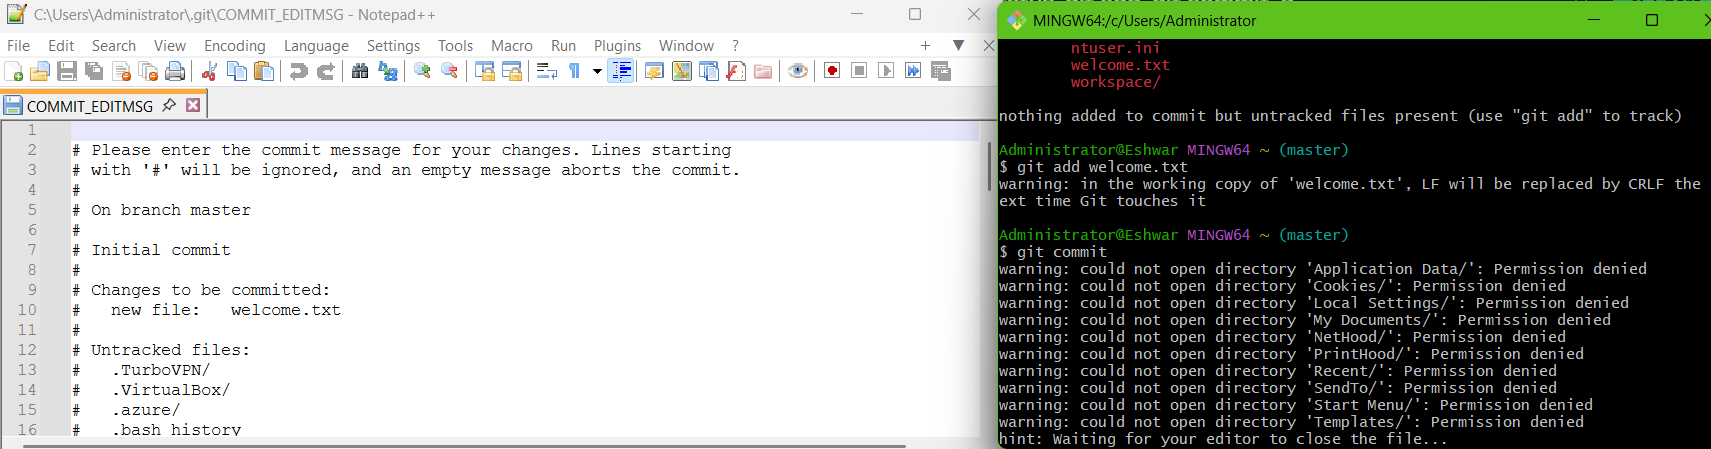 C:\Users\Administrator\.git\COMMIT_EDITMSG - Notepad++
File Edit Search View Encoding Language Settings Tools Macro Run Plugins Window ?
COMMIT_EDITMSG
1
2 # Please enter the commit message for your changes. Lines starting
3 # with '#' will be ignored, and an empty message aborts the commit.
4 #
5 # On branch master
6 #
7 # Initial commit
8 #
9 # Changes to be committed:
10 #   new file:   welcome.txt
11 #
12 # Untracked files:
13 #   .TurboVPN/
14 #   .VirtualBox/
15 #   .azure/
16 #   .bash_history
MINGW64:/c/Users/Administrator
ntuser.ini
welcome.txt
workspace/
nothing added to commit but untracked files present (use "git add" to track)
Administrator@Eshwar MINGW64 ~ (master)
$ git add welcome.txt
warning: in the working copy of 'welcome.txt', LF will be replaced by CRLF the
ext time Git touches it
Administrator@Eshwar MINGW64 ~ (master)
$ git commit
warning: could not open directory 'Application Data/': Permission denied
warning: could not open directory 'Cookies/': Permission denied
warning: could not open directory 'Local Settings/': Permission denied
warning: could not open directory 'My Documents/': Permission denied
warning: could not open directory 'NetHood/': Permission denied
warning: could not open directory 'PrintHood/': Permission denied
warning: could not open directory 'Recent/': Permission denied
warning: could not open directory 'SendTo/': Permission denied
warning: could not open directory 'Start Menu/': Permission denied
warning: could not open directory 'Templates/': Permission denied
hint: Waiting for your editor to close the file...